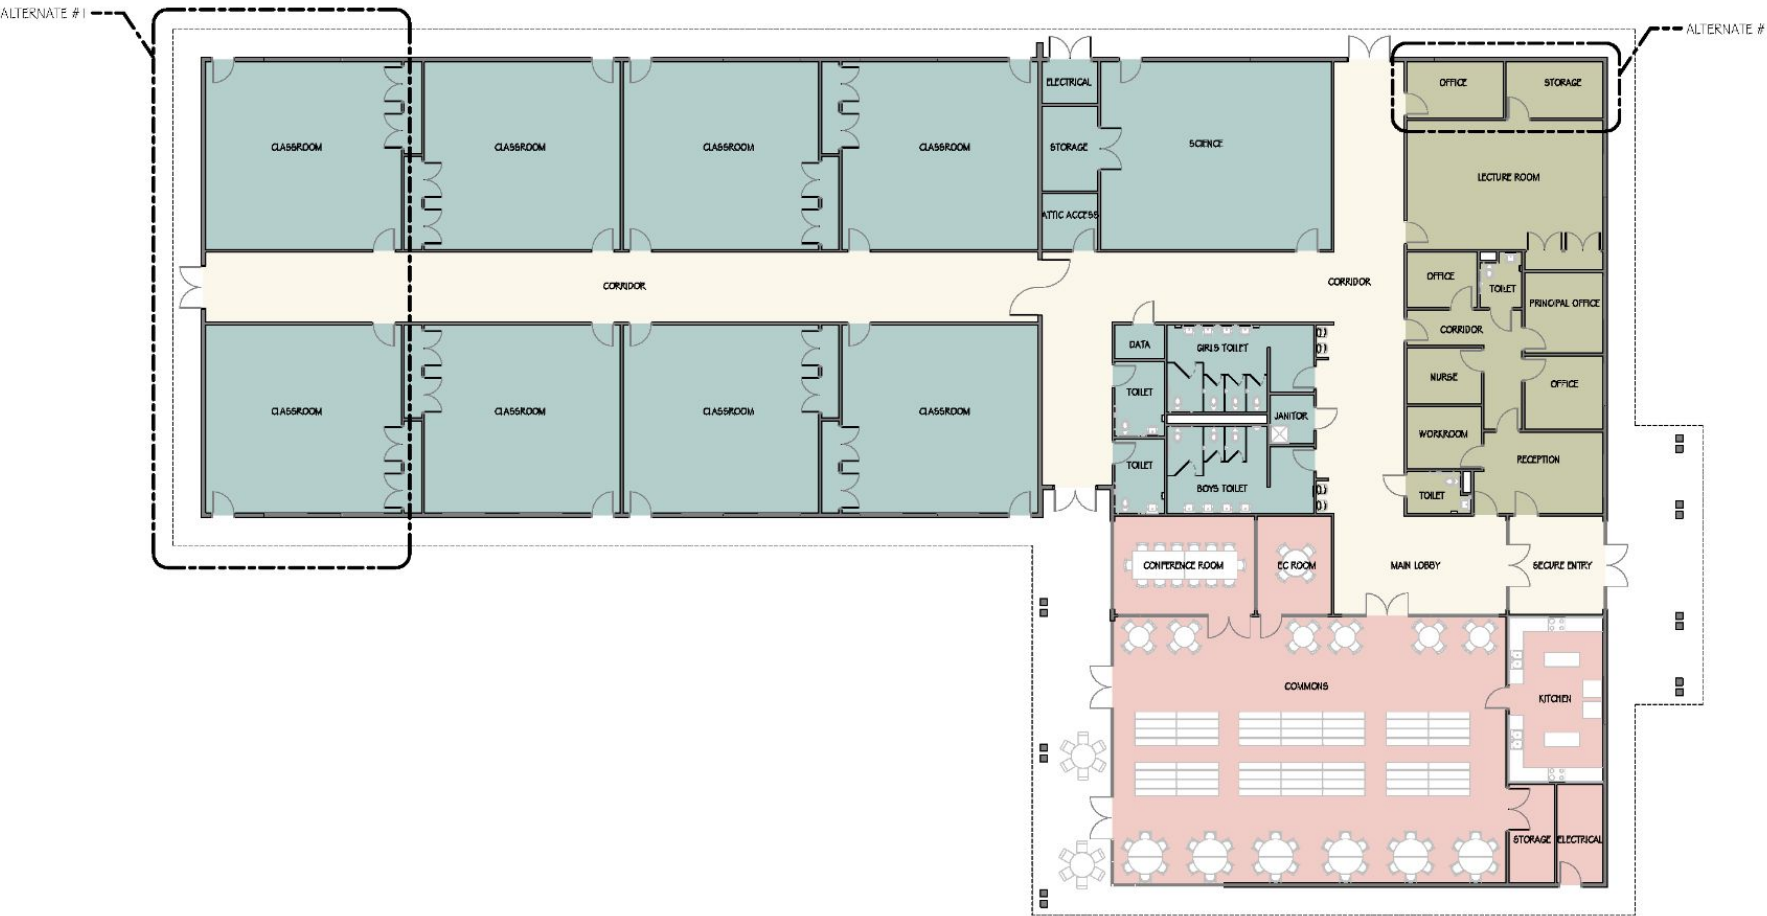 ALTERNATE #1
ALTERNATE #
ELECTRICAL
OFFICE
STORAGE
CLASSROOM
CLASSROOM
CLASSROOM
CLASSROOM
STORAGE
SCIENCE
LECTURE ROOM
ATTIC ACCESS
CORRIDOR
CORRIDOR
OFFICE
TOILET
PRINCIPAL OFFICE
CORRIDOR
DATA
GIRLS TOILET
NURSE
OFFICE
TOILET
CLASSROOM
CLASSROOM
CLASSROOM
CLASSROOM
JANITOR
WORKROOM
RECEPTION
TOILET
BOYS TOILET
TOILET
CONFERENCE ROOM
EC ROOM
MAIN LOBBY
SECURE ENTRY
COMMONS
KITCHEN
STORAGE
ELECTRICAL